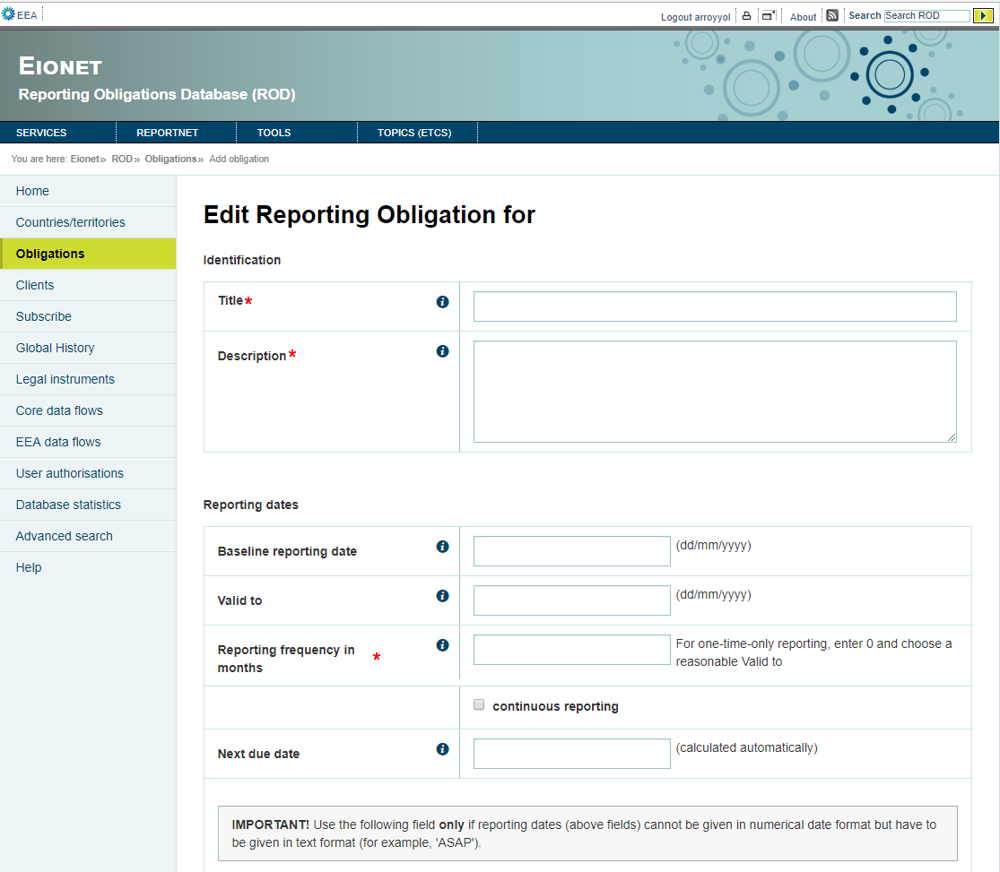 EEA
Logout arroyyol
About
Search Search ROD
EIONET
Reporting Obligations Database (ROD)
SERVICES REPORTNET TOOLS TOPICS (ETCS)
You are here: Eionet» ROD» Obligations» Add obligation
Home
Countries/territories
Obligations
Clients
Subscribe
Global History
Legal instruments
Core data flows
EEA data flows
User authorisations
Database statistics
Advanced search
Help
Edit Reporting Obligation for
Identification
Title*
Description*
Reporting dates
Baseline reporting date (dd/mm/yyyy)
Valid to (dd/mm/yyyy)
Reporting frequency in
months *
For one-time-only reporting, enter 0 and choose a
reasonable Valid to
continuous reporting
Next due date (calculated automatically)
IMPORTANT! Use the following field only if reporting dates (above fields) cannot be given in numerical date format but have to
be given in text format (for example, 'ASAP').